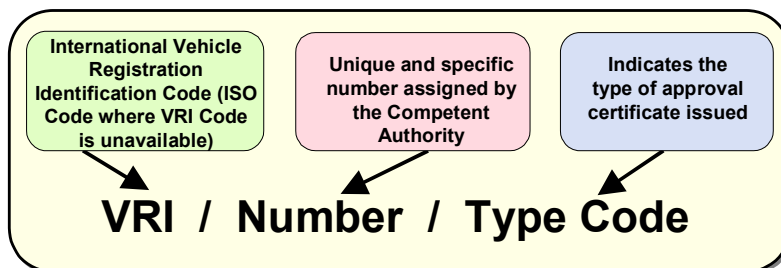 International Vehicle
Registration
Identification Code (ISO
Code where VRI Code
is unavailable)
Unique and specific
number assigned by
the Competent
Authority
Indicates the
type of approval
certificate issued
VRI / Number / Type Code